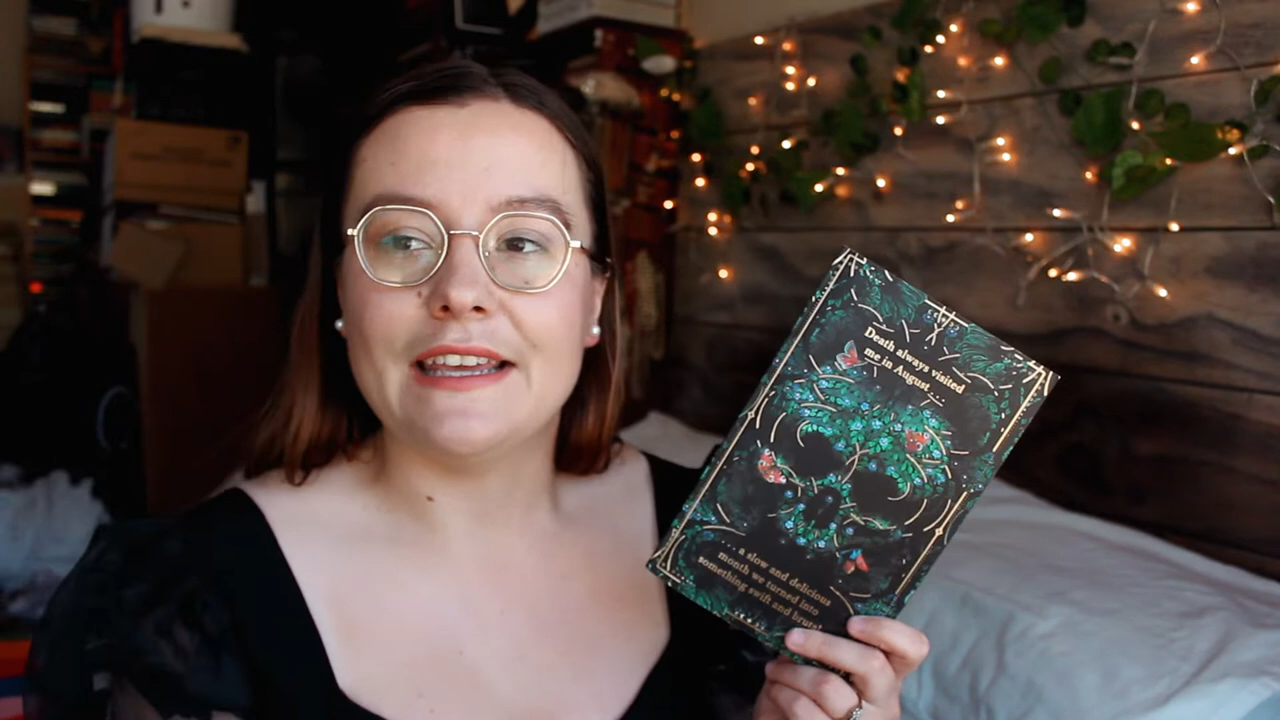 Death always visited
me in August . . .
. . . a slow and delicious
month we turned into
something swift and brutal